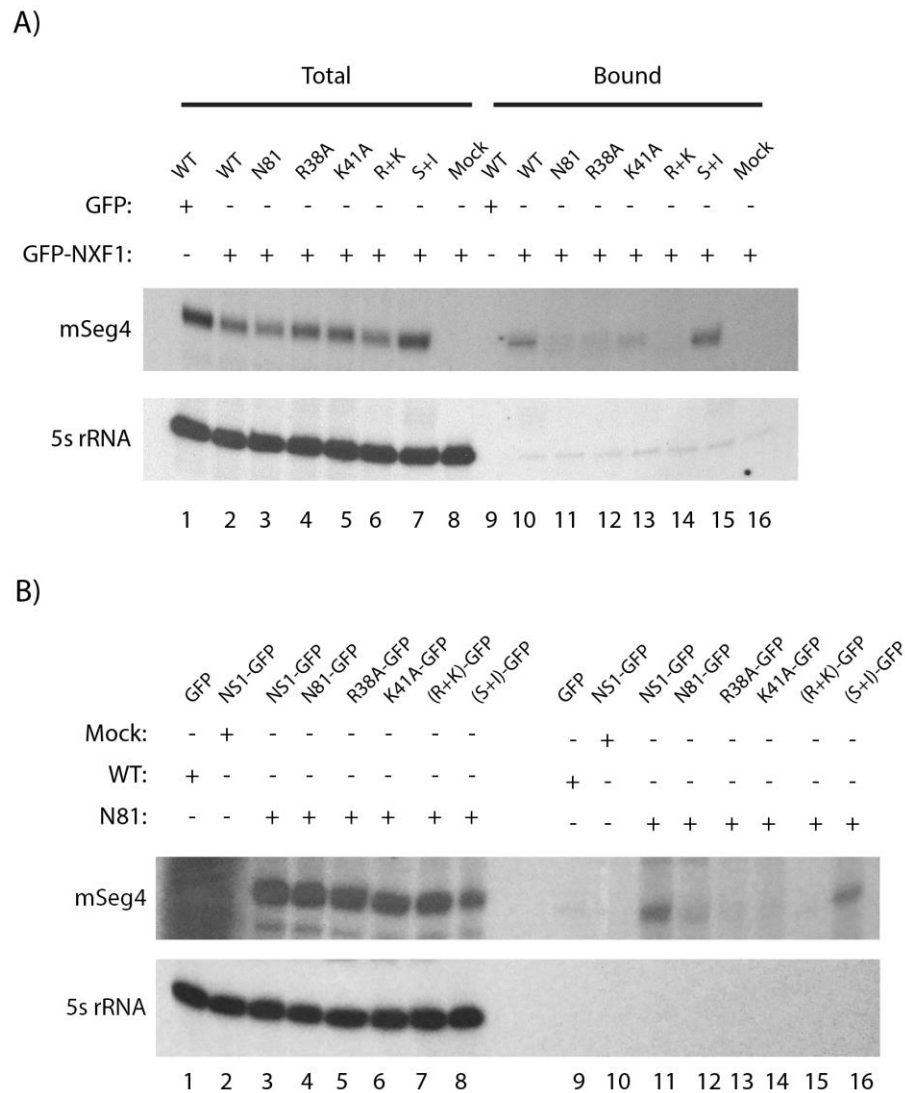 A)
Total Bound
WT WT N81 R38A K41A R+K S+I Mock WT WT N81 R38A K41A R+K S+I Mock
GFP: + - - - - - - - + - - - - - - -
GFP-NXF1: - + + + + + + + - + + + + + + +
mSeg4
5s rRNA
1 2 3 4 5 6 7 8 9 10 11 12 13 14 15 16
B)
GFP NS1-GFP NS1-GFP N81-GFP R38A-GFP K41A-GFP (R+K)-GFP (S+I)-GFP GFP NS1-GFP NS1-GFP N81-GFP R38A-GFP K41A-GFP (R+K)-GFP (S+I)-GFP
Mock: - + - - - - - - - + - - - - - -
WT: + - - - - - - - + - - - - - - -
N81: - - + + + + + + - - + + + + + +
mSeg4
5s rRNA
1 2 3 4 5 6 7 8 9 10 11 12 13 14 15 16